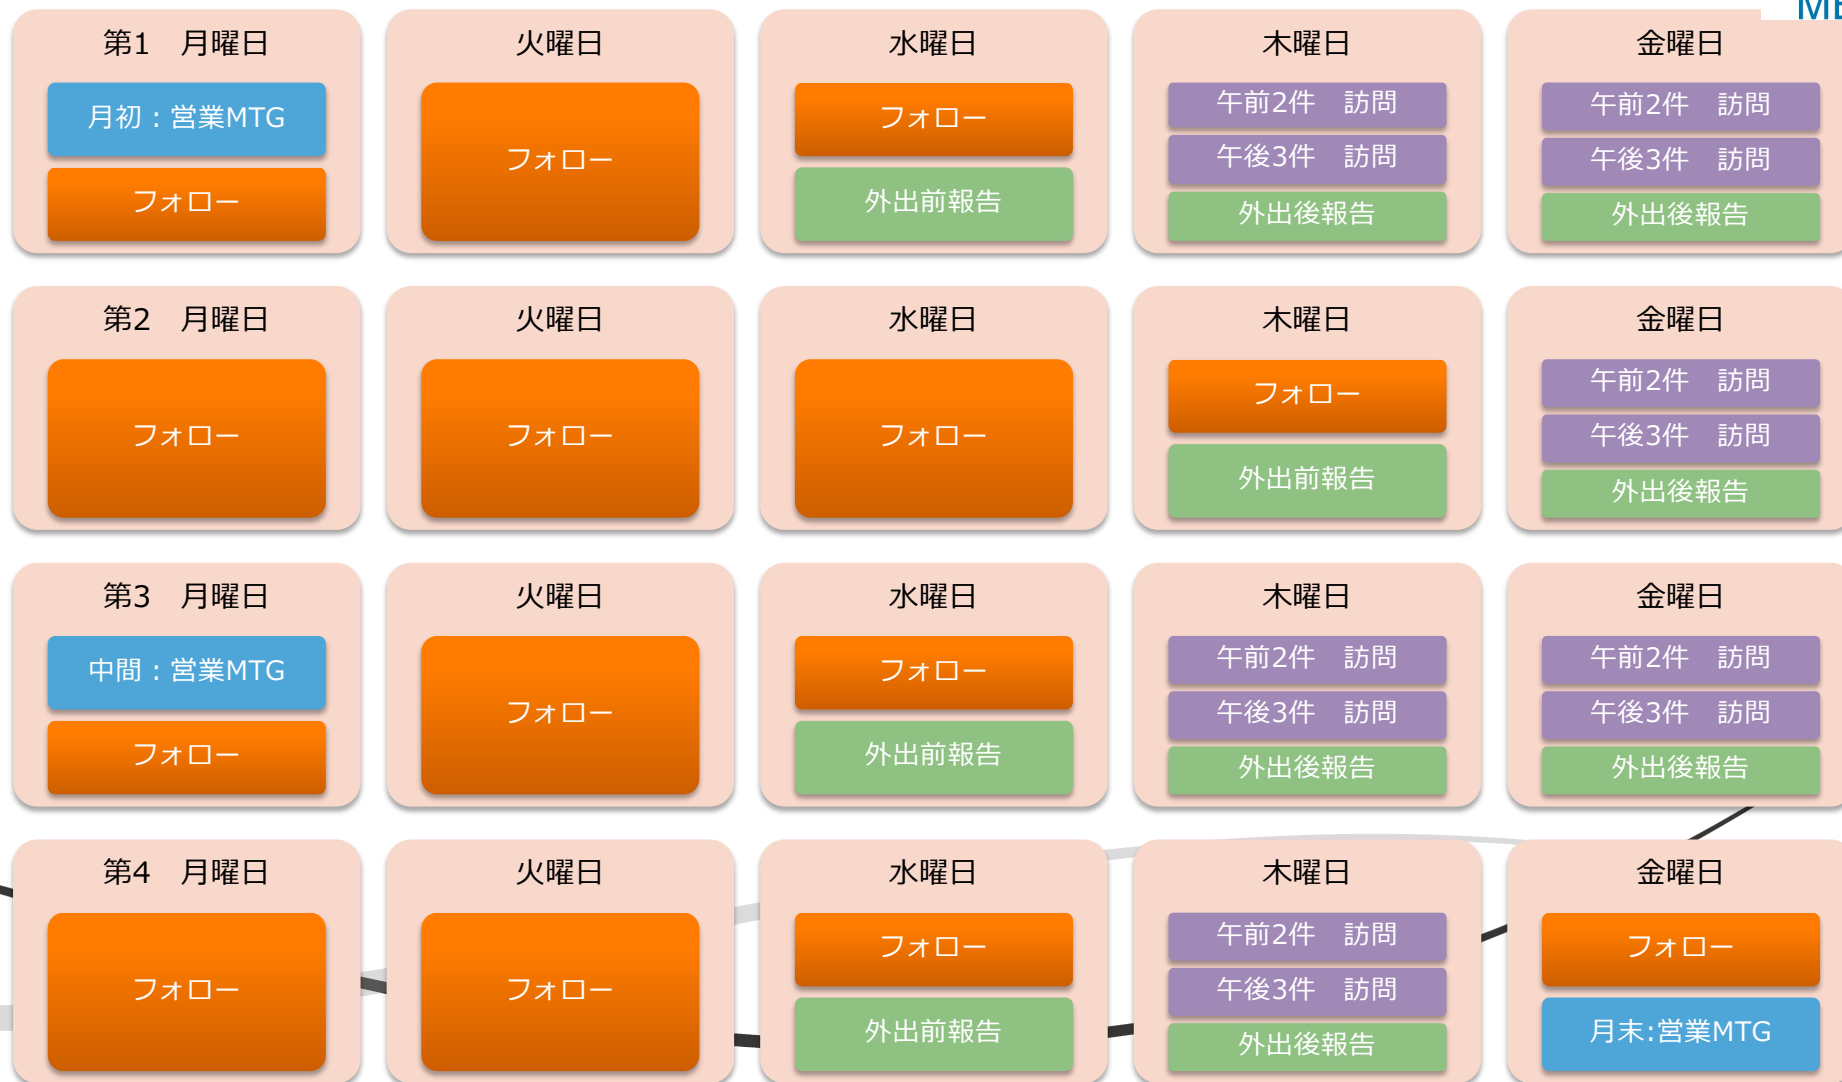 第1　月曜日
月初：営業MTG
フォロー
火曜日
フォロー
水曜日
フォロー
外出前報告
木曜日
午前2件　訪問
午後3件　訪問
外出後報告
金曜日
午前2件　訪問
午後3件　訪問
外出後報告
第2　月曜日
フォロー
火曜日
フォロー
水曜日
フォロー
木曜日
フォロー
外出前報告
金曜日
午前2件　訪問
午後3件　訪問
外出後報告
第3　月曜日
中間：営業MTG
フォロー
火曜日
フォロー
水曜日
フォロー
外出前報告
木曜日
午前2件　訪問
午後3件　訪問
外出後報告
金曜日
午前2件　訪問
午後3件　訪問
外出後報告
第4　月曜日
フォロー
火曜日
フォロー
水曜日
フォロー
外出前報告
木曜日
午前2件　訪問
午後3件　訪問
外出後報告
金曜日
フォロー
月末:営業MTG